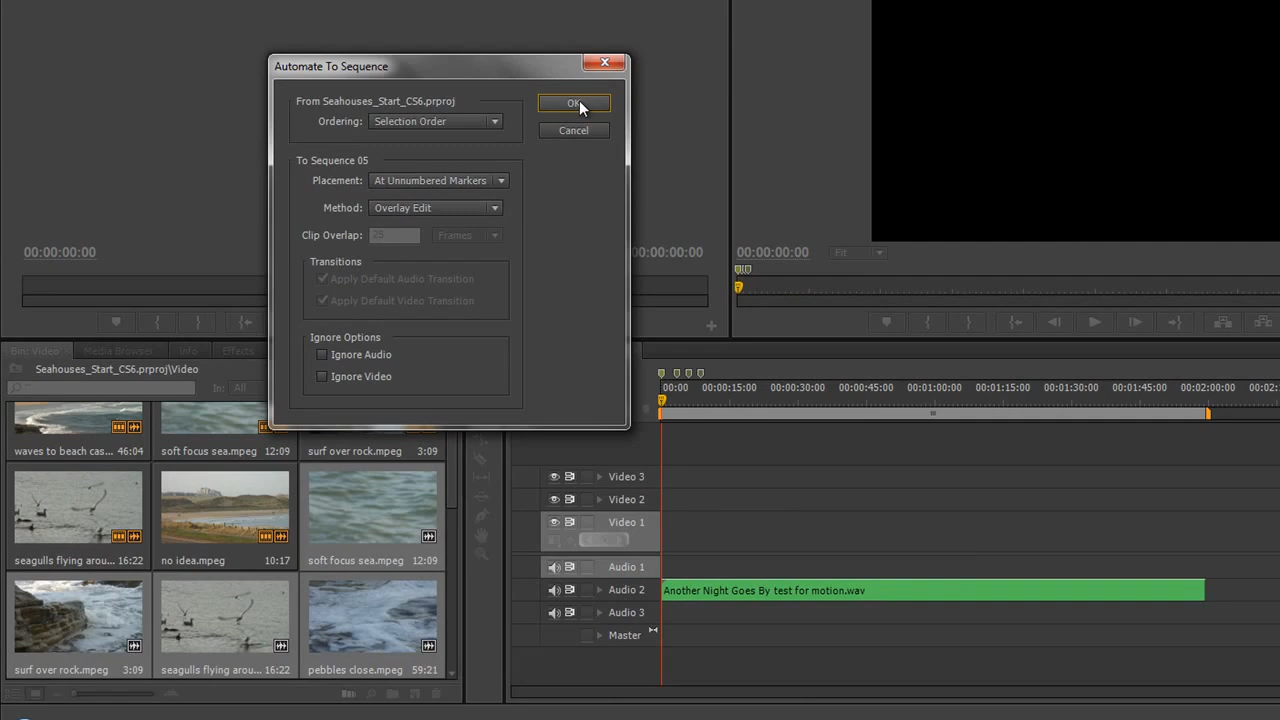 Automate To Sequence
From Seahouses_Start_CS6.prproj
OK
Ordering: Selection Order
Cancel
To Sequence 05
Placement: At Unnumbered Markers
Method: Overlay Edit
Clip Overlap: 25 Frames
Transitions
Apply Default Audio Transition
Apply Default Video Transition
Ignore Options
Ignore Audio
Ignore Video
00:00:00:00
00:00:00:00
00:00:00:00
Fit
Bin: Video
Media Browser
Info
Effects
Seahouses_Start_CS6.prproj\Video
In: All
waves to beach cas... 46:04
soft focus sea.mpeg 12:09
surf over rock.mpeg 3:09
seagulls flying arou... 16:22
no idea.mpeg 10:17
soft focus sea.mpeg 12:09
surf over rock.mpeg 3:09
seagulls flying arou... 16:22
pebbles close.mpeg 59:21
00:00 00:00:15:00 00:00:30:00 00:00:45:00 00:01:00:00 00:01:15:00 00:01:30:00 00:01:45:00 00:02:00:00
Video 3
Video 2
Video 1
Audio 1
Audio 2
Another Night Goes By test for motion.wav
Audio 3
Master